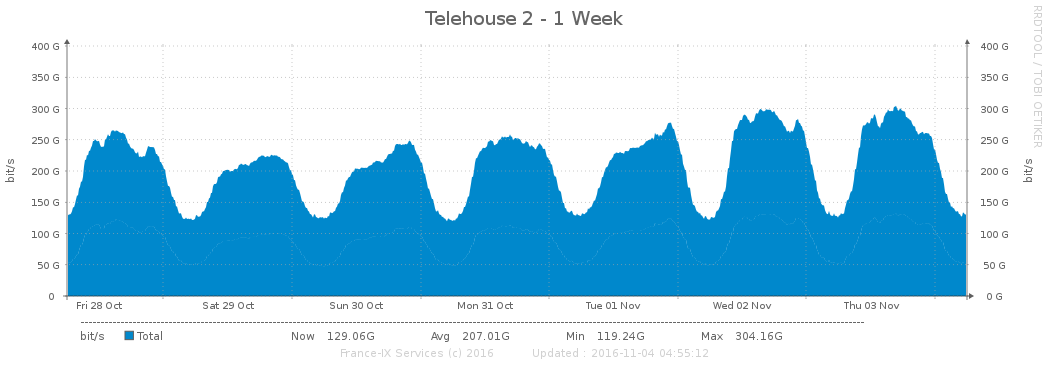 Telehouse 2 - 1 Week
RRDTOOL / TOBI OETIKER
400 G 400 G
350 G 350 G
300 G 300 G
250 G 250 G
200 G 200 G
150 G 150 G
100 G 100 G
50 G 50 G
0 0 G
bit/s bit/s
Fri 28 Oct Sat 29 Oct Sun 30 Oct Mon 31 Oct Tue 01 Nov Wed 02 Nov Thu 03 Nov
bit/s Total Now 129.06G Avg 207.01G Min 119.24G Max 304.16G
France-IX Services (c) 2016 Updated : 2016-11-04 04:55:12